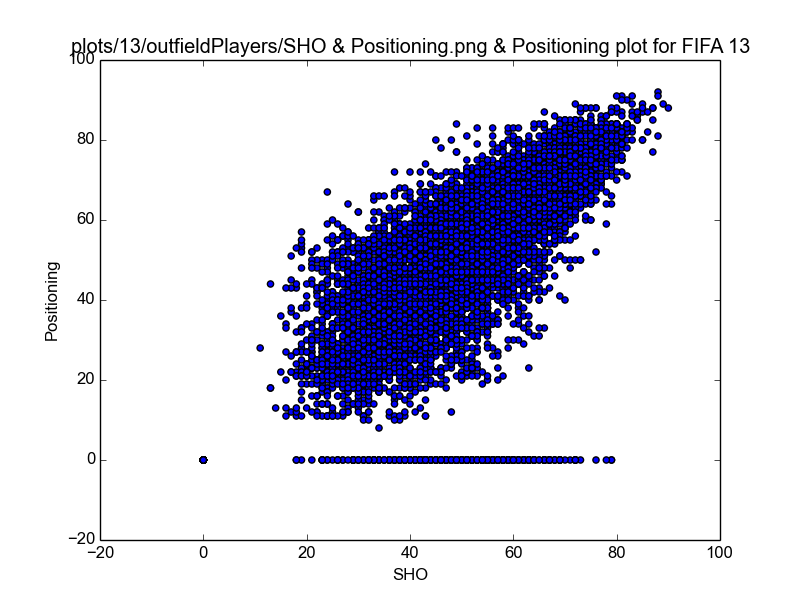 plots/13/outfieldPlayers/SHO & Positioning.png & Positioning plot for FIFA 13
100
80
60
40
20
0
−20
Positioning
−20 0 20 40 60 80 100
SHO